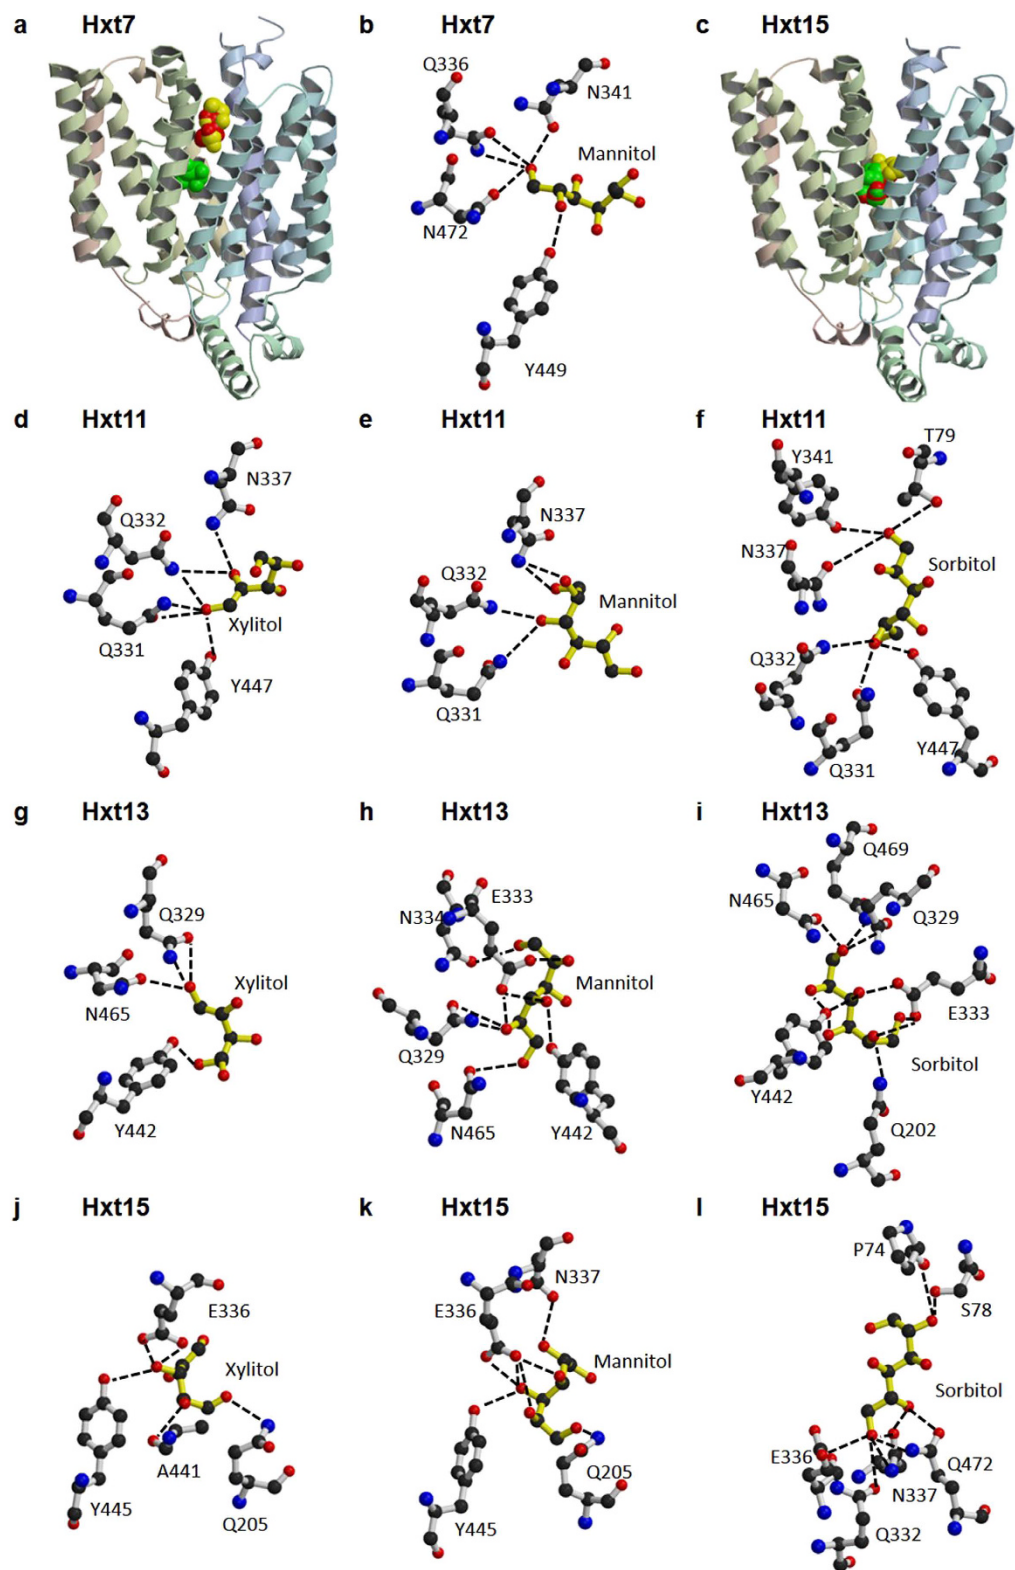 a Hxt7
b Hxt7
Q336
N341
Mannitol
N472
Y449
c Hxt15
d Hxt11
N337
Q332
Xylitol
Q331
Y447
e Hxt11
N337
Q332
Mannitol
Q331
f Hxt11
T79
Y341
N337
Sorbitol
Q332
Y447
Q331
g Hxt13
Q329
Xylitol
N465
Y442
h Hxt13
E333
N334
Mannitol
Q329
N465
Y442
i Hxt13
Q469
N465
Q329
E333
Sorbitol
Y442
Q202
j Hxt15
E336
Xylitol
A441
Y445
Q205
k Hxt15
N337
E336
Mannitol
Q205
Y445
l Hxt15
P74
S78
Sorbitol
E336
Q472
N337
Q332